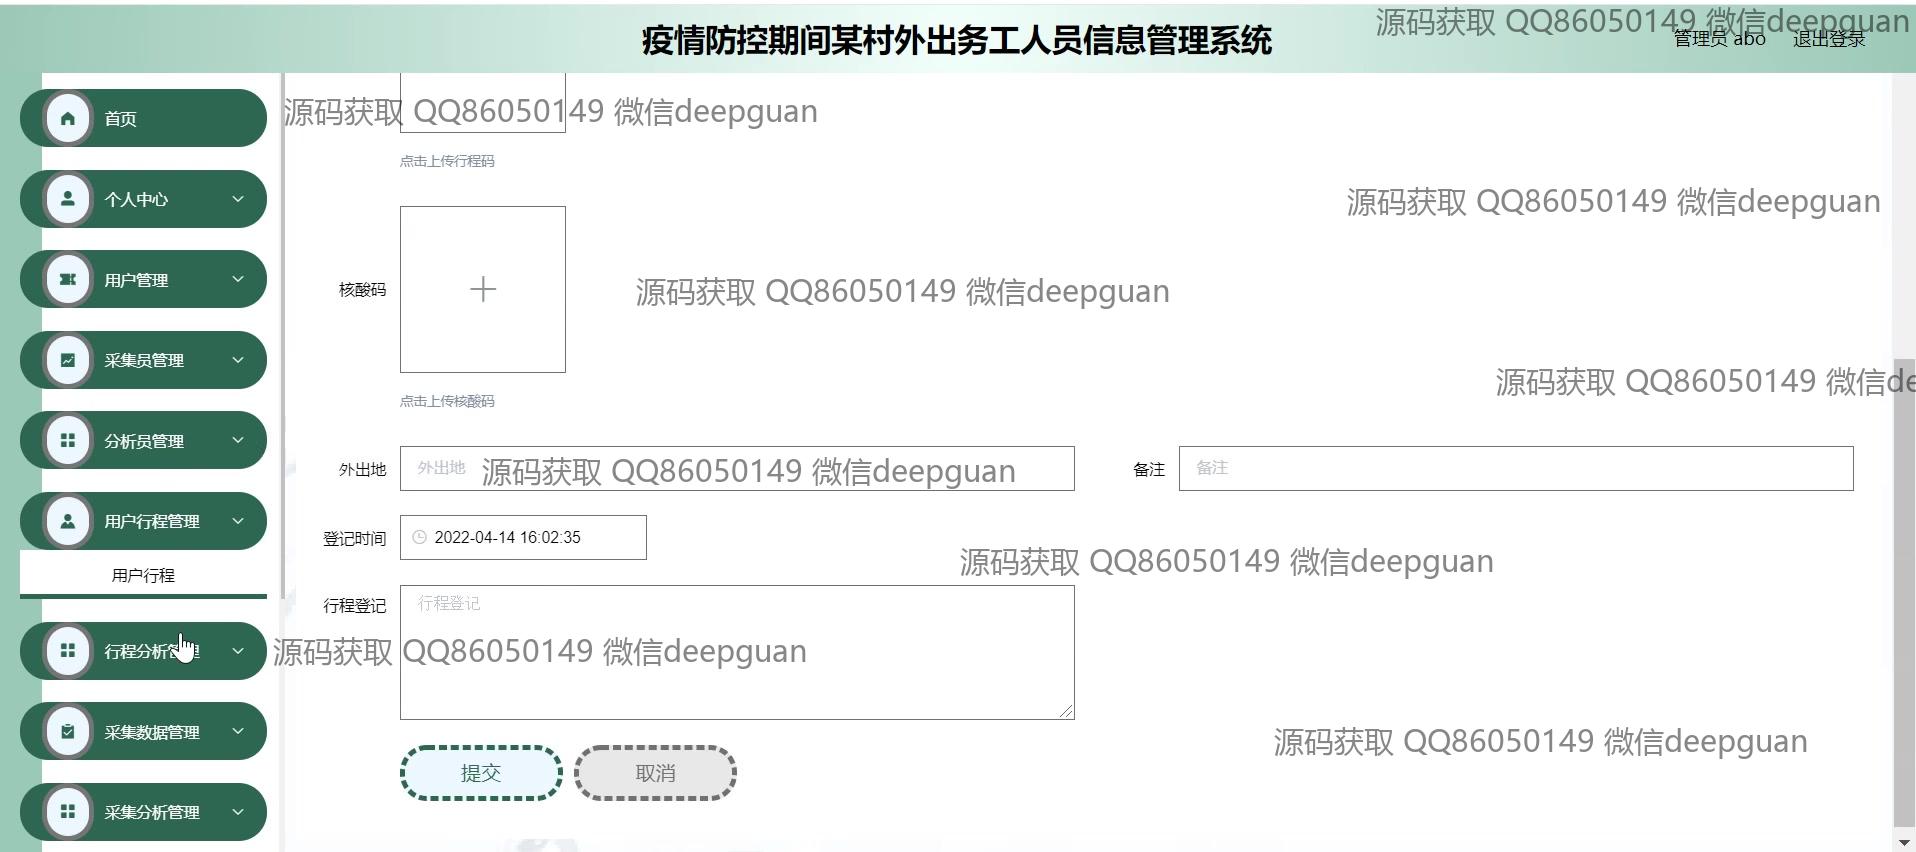 疫情防控期间某村外出务工人员信息管理系统
源码获取 QQ86050149 微信deepguan
管理员 abo
退出登录
首页
源码获取 QQ86050149 微信deepguan
点击上传行程码
个人中心
源码获取 QQ86050149 微信deepguan
用户管理
核酸码
源码获取 QQ86050149 微信deepguan
采集员管理
源码获取 QQ86050149 微信de
点击上传核酸码
分析员管理
外出地
外出地
源码获取 QQ86050149 微信deepguan
备注
备注
用户行程管理
登记时间
2022-04-14 16:02:35
源码获取 QQ86050149 微信deepguan
用户行程
行程登记
行程登记
行程分析管理
源码获取 QQ86050149 微信deepguan
采集数据管理
源码获取 QQ86050149 微信deepguan
提交
取消
采集分析管理